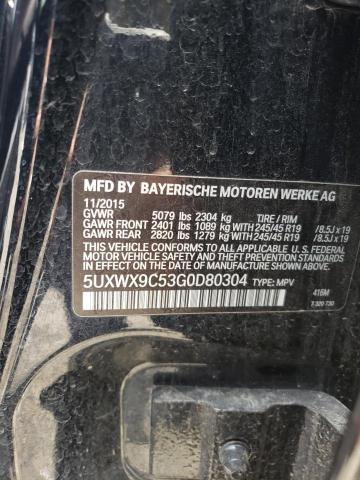 MFD BY BAYERISCHE MOTOREN WERKE AG
11/2015
GVWR 5079 lbs 2304 kg TIRE / RIM
GAWR FRONT 2401 lbs 1089 kg WITH 245/45 R19 /8.5J x 19
GAWR REAR 2820 lbs 1279 kg WITH 245/45 R19 /8.5J x 19
THIS VEHICLE CONFORMS TO ALL APPLICABLE U.S. FEDERAL
MOTOR VEHICLE SAFETY STANDARDS IN EFFECT ON
THE DATE OF MANUFACTURE SHOWN ABOVE.
5UXWX9C53G0D80304 TYPE: MPV
416M
7 320 730